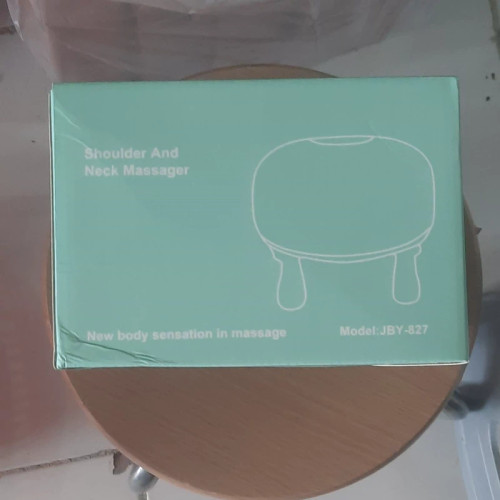 Shoulder And
Neck Massager
New body sensation in massage
Model:JBY-827